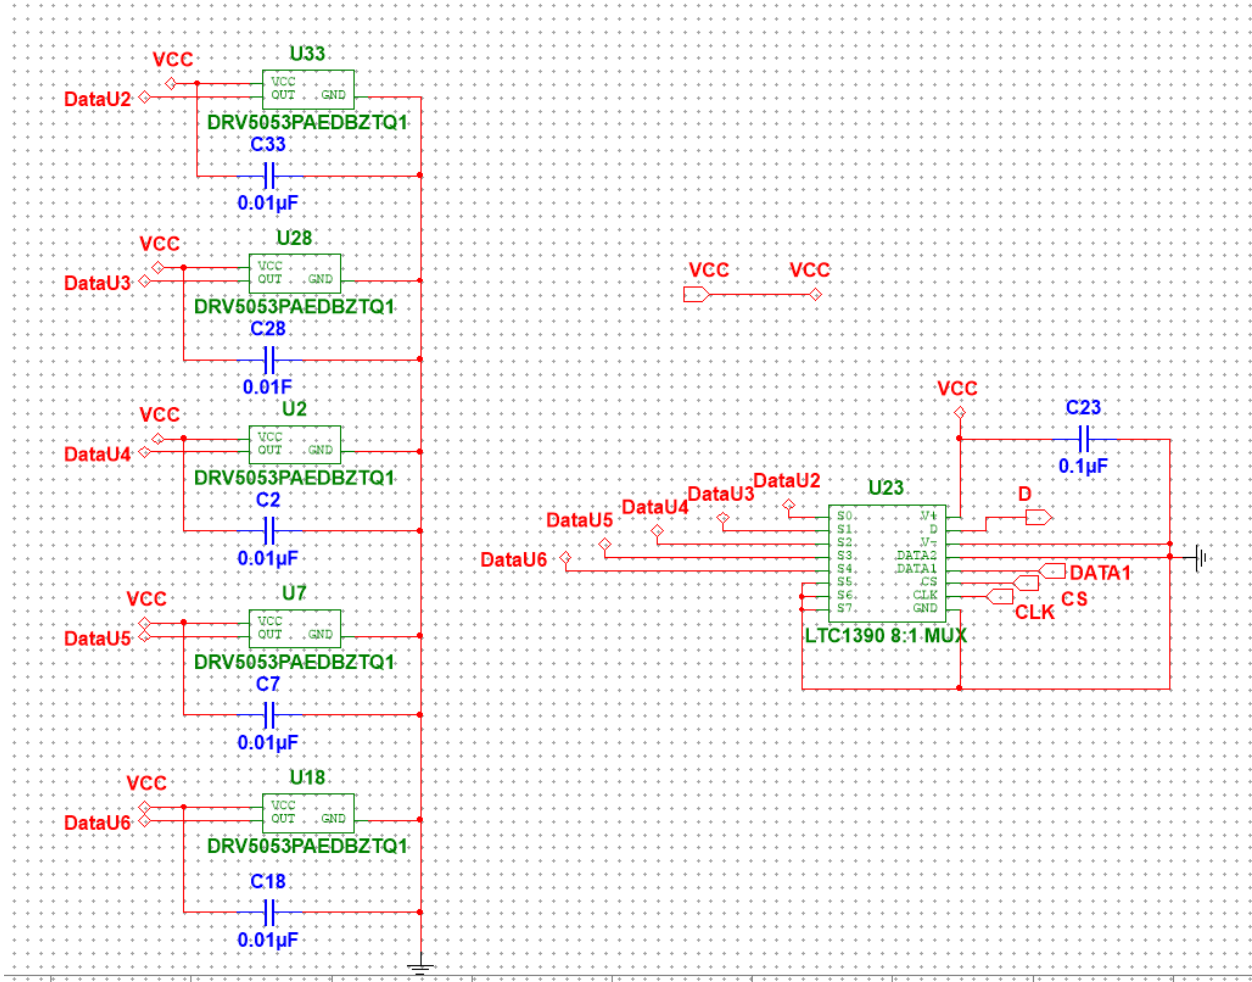 U33
VCC
VCC
OUT GND
DataU2
DRV5053PAEDBZTQ1
C33
0.01µF
U28
VCC
VCC
OUT GND
DataU3
DRV5053PAEDBZTQ1
C28
0.01F
U2
VCC
VCC
OUT GND
DataU4
DRV5053PAEDBZTQ1
C2
0.01µF
U7
VCC
VCC
OUT GND
DataU5
DRV5053PAEDBZTQ1
C7
0.01µF
U18
VCC
VCC
OUT GND
DataU6
DRV5053PAEDBZTQ1
C18
0.01µF
VCC VCC
VCC
C23
0.1µF
DataU2
DataU3
DataU4
DataU5
DataU6
U23
D
S0 V+
S1 D
S2 V-
S3 DATA2
S4 DATA1
S5 CS
S6 CLK
S7 GND
DATA1
CS
CLK
LTC1390 8:1 MUX